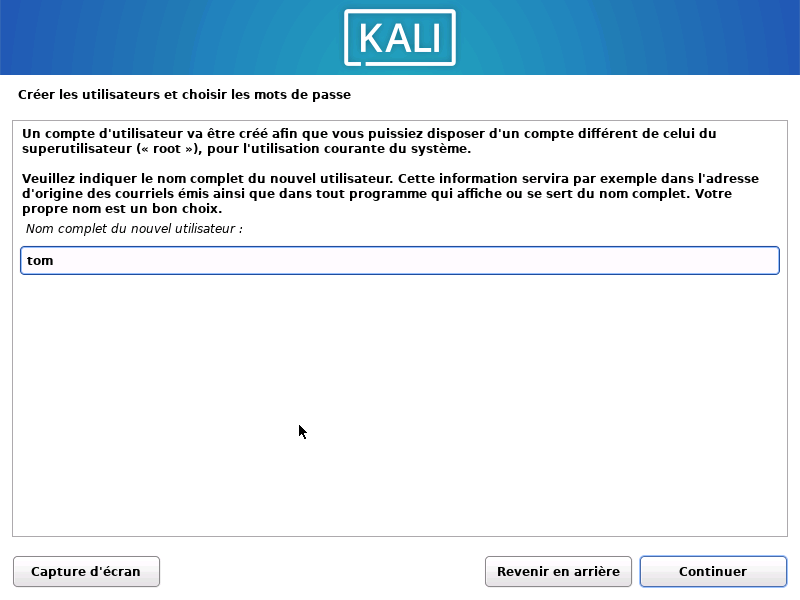 KALI
Créer les utilisateurs et choisir les mots de passe
Un compte d'utilisateur va être créé afin que vous puissiez disposer d'un compte différent de celui du
superutilisateur (« root »), pour l'utilisation courante du système.
Veuillez indiquer le nom complet du nouvel utilisateur. Cette information servira par exemple dans l'adresse
d'origine des courriels émis ainsi que dans tout programme qui affiche ou se sert du nom complet. Votre
propre nom est un bon choix.
Nom complet du nouvel utilisateur :
tom
Capture d'écran
Revenir en arrière
Continuer